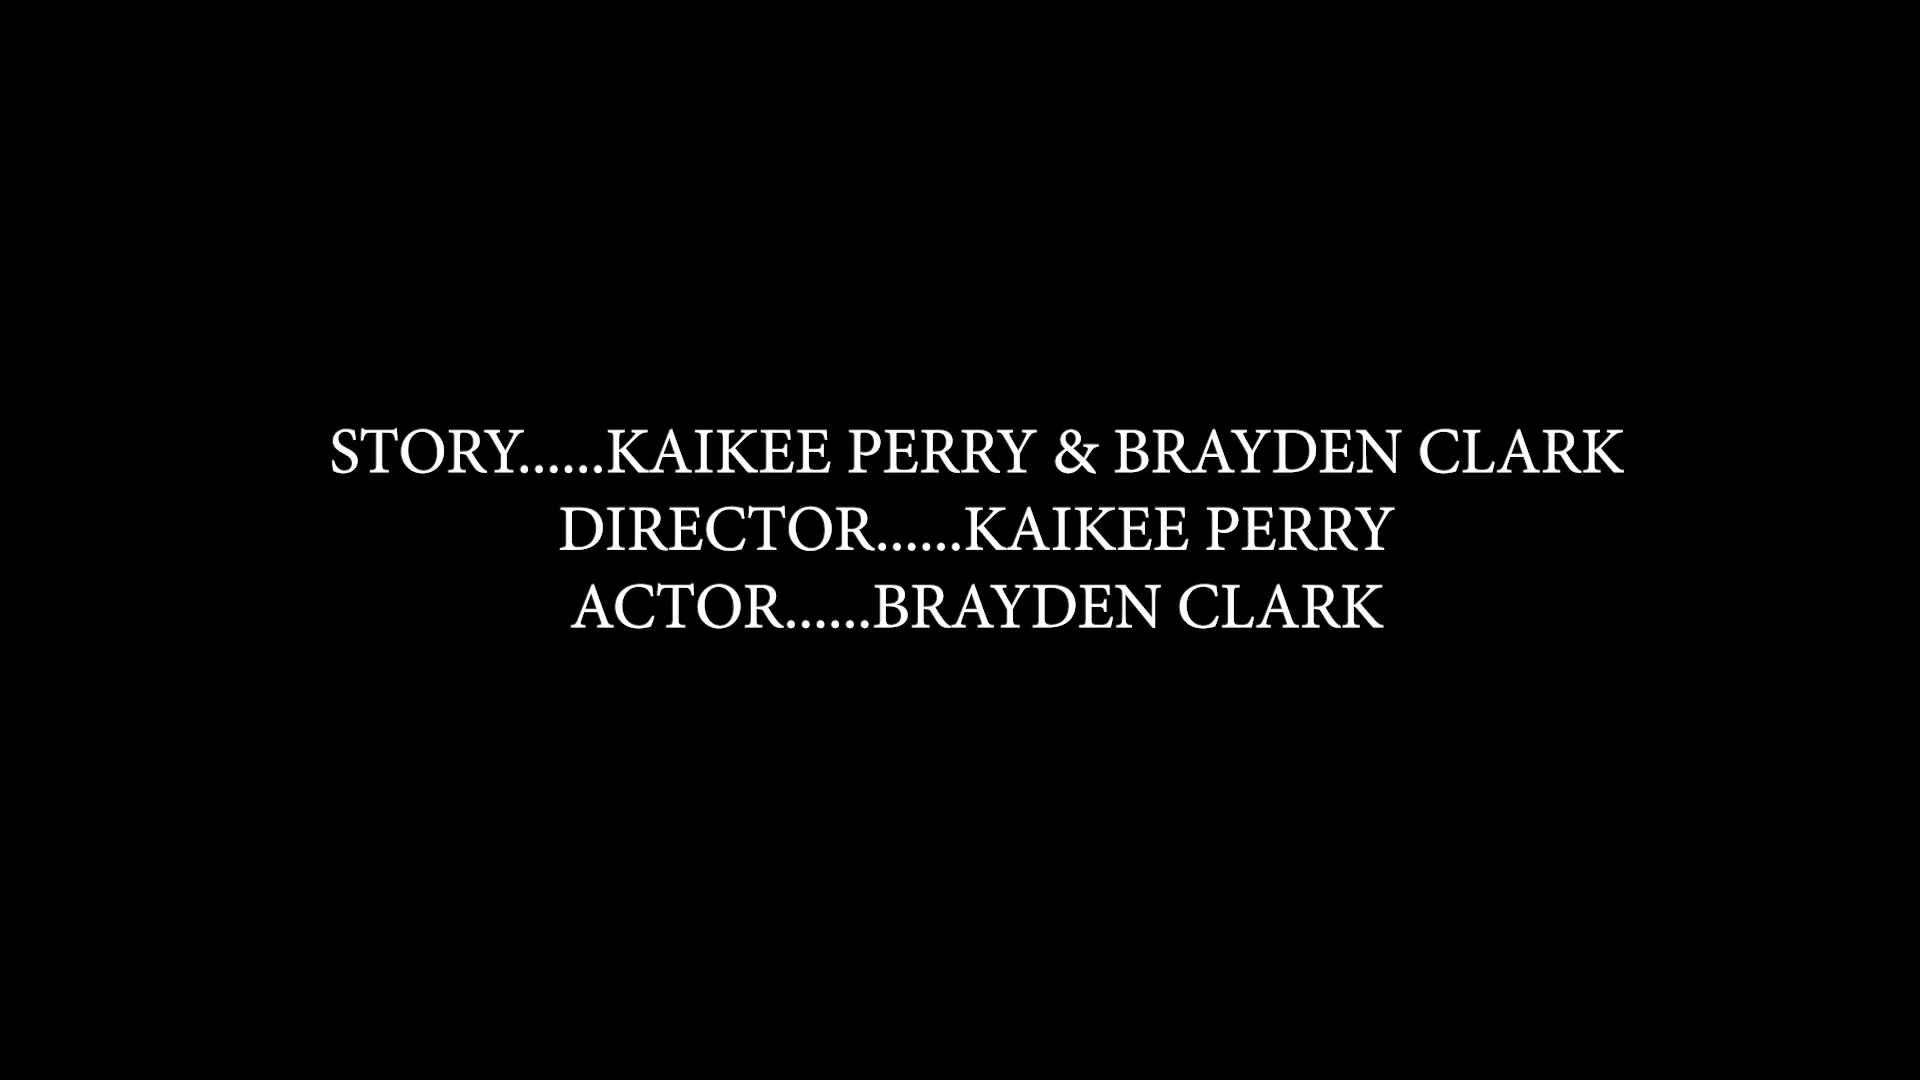 STORY......KAIKEE PERRY & BRAYDEN CLARK
DIRECTOR......KAIKEE PERRY
ACTOR......BRAYDEN CLARK